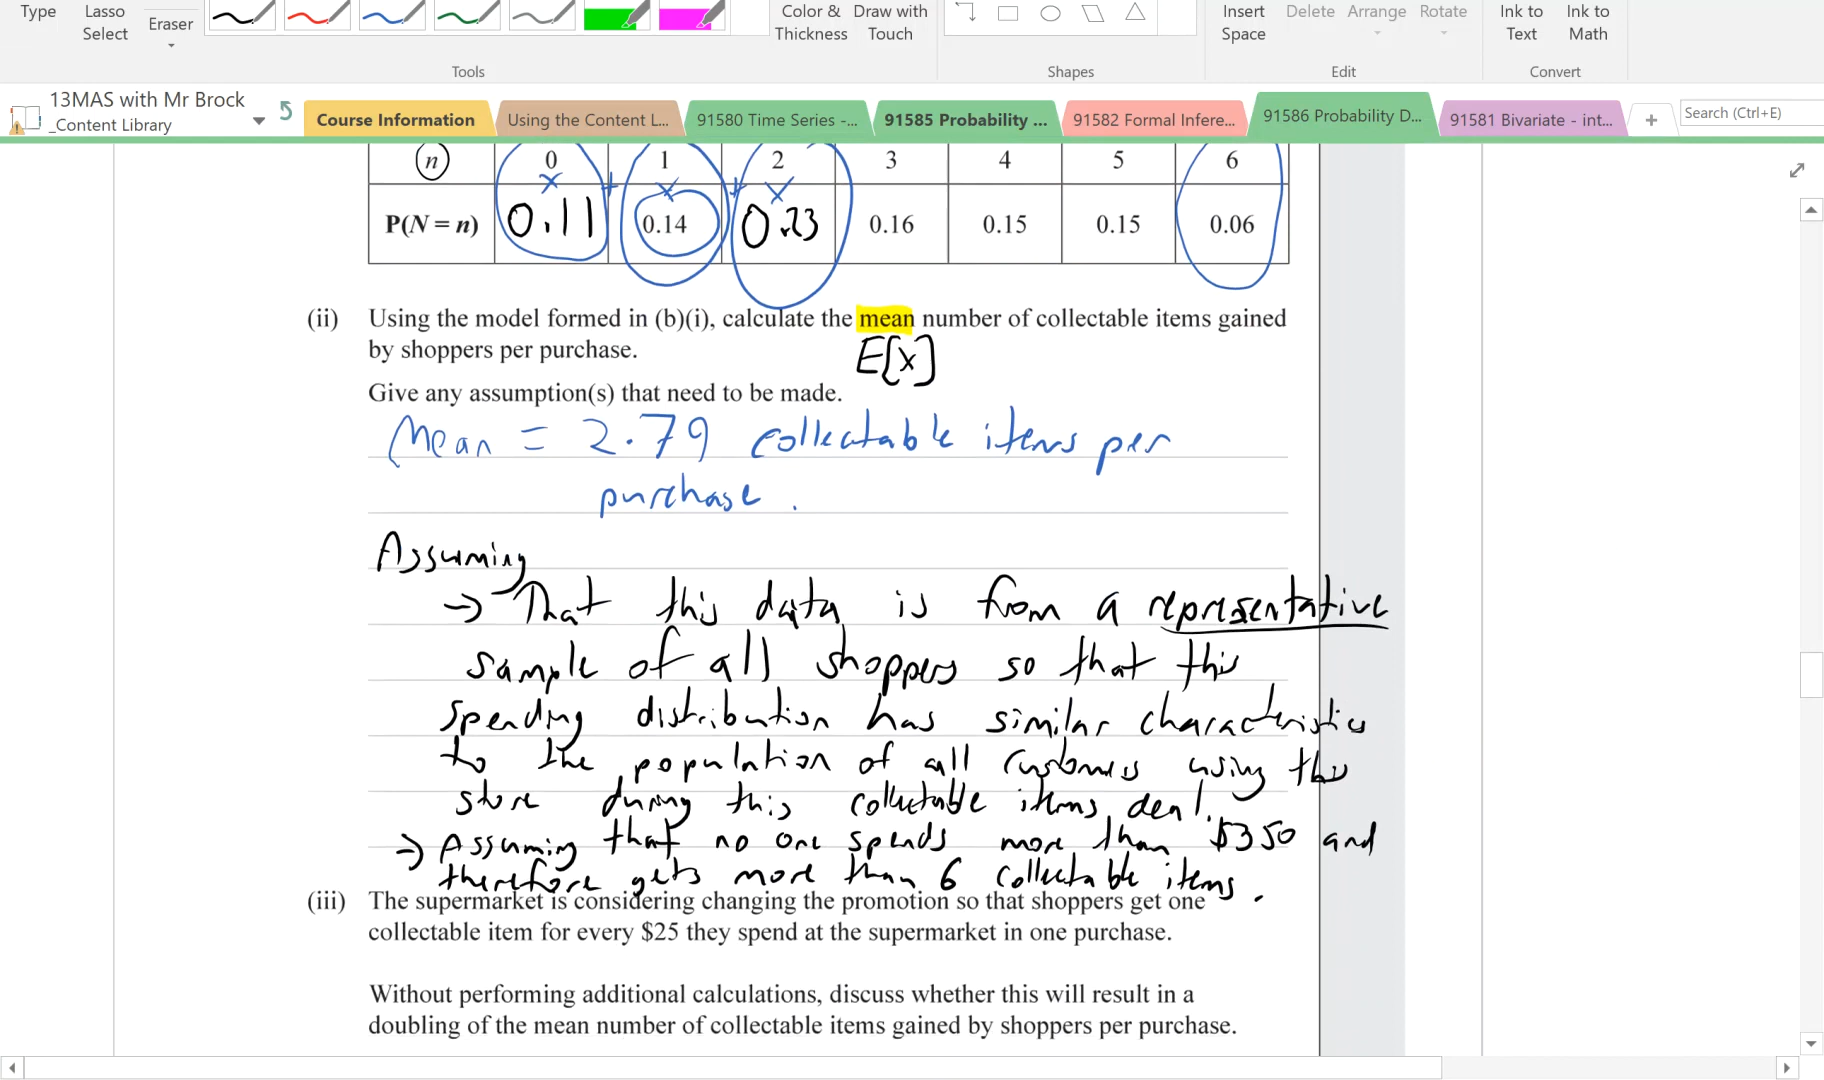 Type
Lasso Select
Eraser
Color & Thickness
Draw with Touch
Insert Space
Delete
Arrange
Rotate
Ink to Text
Ink to Math
Tools
Shapes
Edit
Convert
13MAS with Mr Brock
_Content Library
Course Information
Using the Content L...
91580 Time Series -...
91585 Probability ...
91582 Formal Infere...
91586 Probability D...
91581 Bivariate - int...
+
Search (Ctrl+E)
n 0 1 2 3 4 5 6
× + × + ×
P(N = n) 0.11 0.14 0.23 0.16 0.15 0.15 0.06
(ii) Using the model formed in (b)(i), calculate the mean number of collectable items gained
by shoppers per purchase.
E[x]
Give any assumption(s) that need to be made.
Mean = 2.79 collectable items per
purchase.
Assuming
→ That this data is from a representative
sample of all shoppers so that this
spending distribution has similar characteristics
to the population of all customers using this
store during this collectable items deal.
→ Assuming that no one spends more than $350 and
therefore gets more than 6 collectable items.
(iii) The supermarket is considering changing the promotion so that shoppers get one
collectable item for every $25 they spend at the supermarket in one purchase.
Without performing additional calculations, discuss whether this will result in a
doubling of the mean number of collectable items gained by shoppers per purchase.